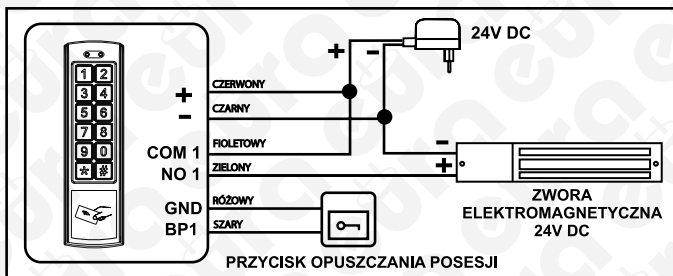 24V DC
+ -
1 2
3 4
5 6
7 8
9 0
* #
+ CZERWONY
- CZARNY
COM 1 FIOLETOWY
NO 1 ZIELONY
GND RÓŻOWY
BP1 SZARY
-
+
ZWORA
ELEKTROMAGNETYCZNA
24V DC
PRZYCISK OPUSZCZANIA POSESJI
eura